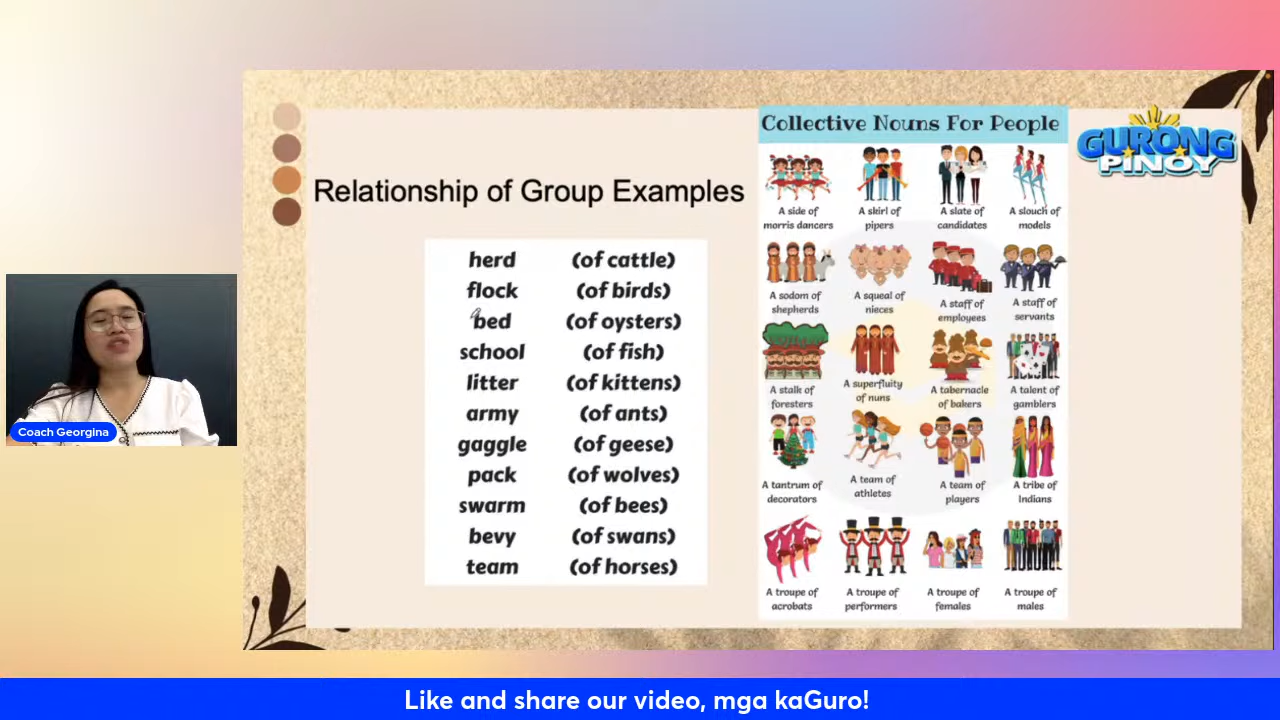 Collective Nouns For People
GURONG
PINOY
Relationship of Group Examples
herd (of cattle)
flock (of birds)
bed (of oysters)
school (of fish)
litter (of kittens)
army (of ants)
gaggle (of geese)
pack (of wolves)
swarm (of bees)
bevy (of swans)
team (of horses)
A side of
morris dancers
A skirl of
pipers
A slate of
candidates
A slouch of
models
A sodom of
shepherds
A squeal of
nieces
A staff of
employees
A staff of
servants
A stalk of
foresters
A superfluity
of nuns
A tabernacle
of bakers
A talent of
gamblers
A tantrum of
decorators
A team of
athletes
A team of
players
A tribe of
Indians
A troupe of
acrobats
A troupe of
performers
A troupe of
females
A troupe of
males
Coach Georgina
Like and share our video, mga kaGuro!